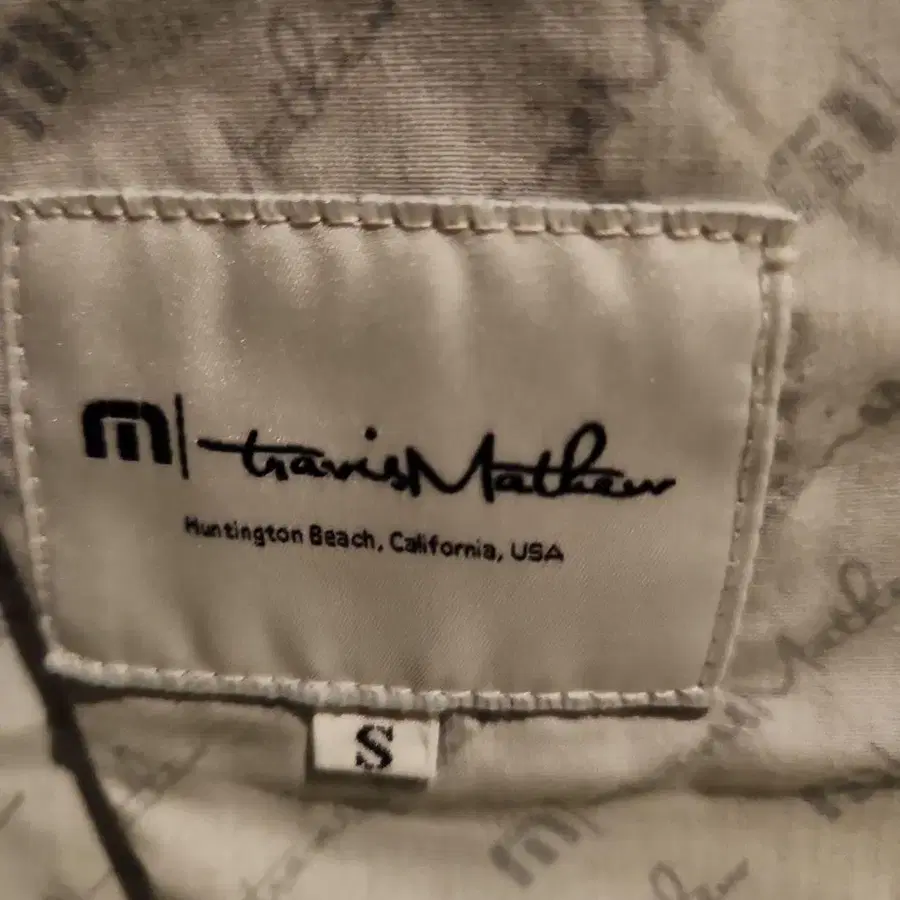 m | travisMathew
Huntington Beach, California, USA
S